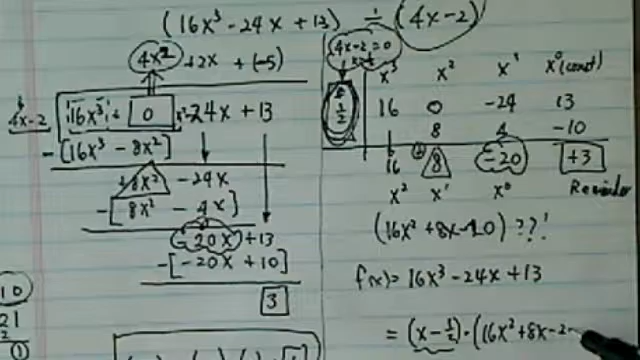 (16x³ - 24x + 13) ÷ (4x-2)
4x² +2x + (-5)
4x-2 16x³ + 0 x² -24x + 13
-[16x³ - 8x²]
+8x² -24x
-[8x² - 4x]
-20x +13
-[-20x + 10]
3
10
21
2
①
4x-2=0
x³ x² x¹ x⁰(const)
1/2 16 0 -24 13
8 4 -10
16 8 -20 +3
x² x¹ x⁰
(16x² + 8x - 20) ??!
f(x) = 16x³ - 24x + 13
= (x - 1/2) · (16x² + 8x - 2